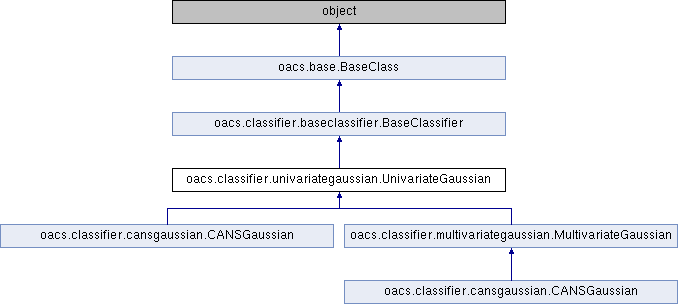 object
oacs.base.BaseClass
oacs.classifier.baseclassifier.BaseClassifier
oacs.classifier.univariategaussian.UnivariateGaussian
oacs.classifier.cansgaussian.CANSGaussian
oacs.classifier.multivariategaussian.MultivariateGaussian
oacs.classifier.cansgaussian.CANSGaussian